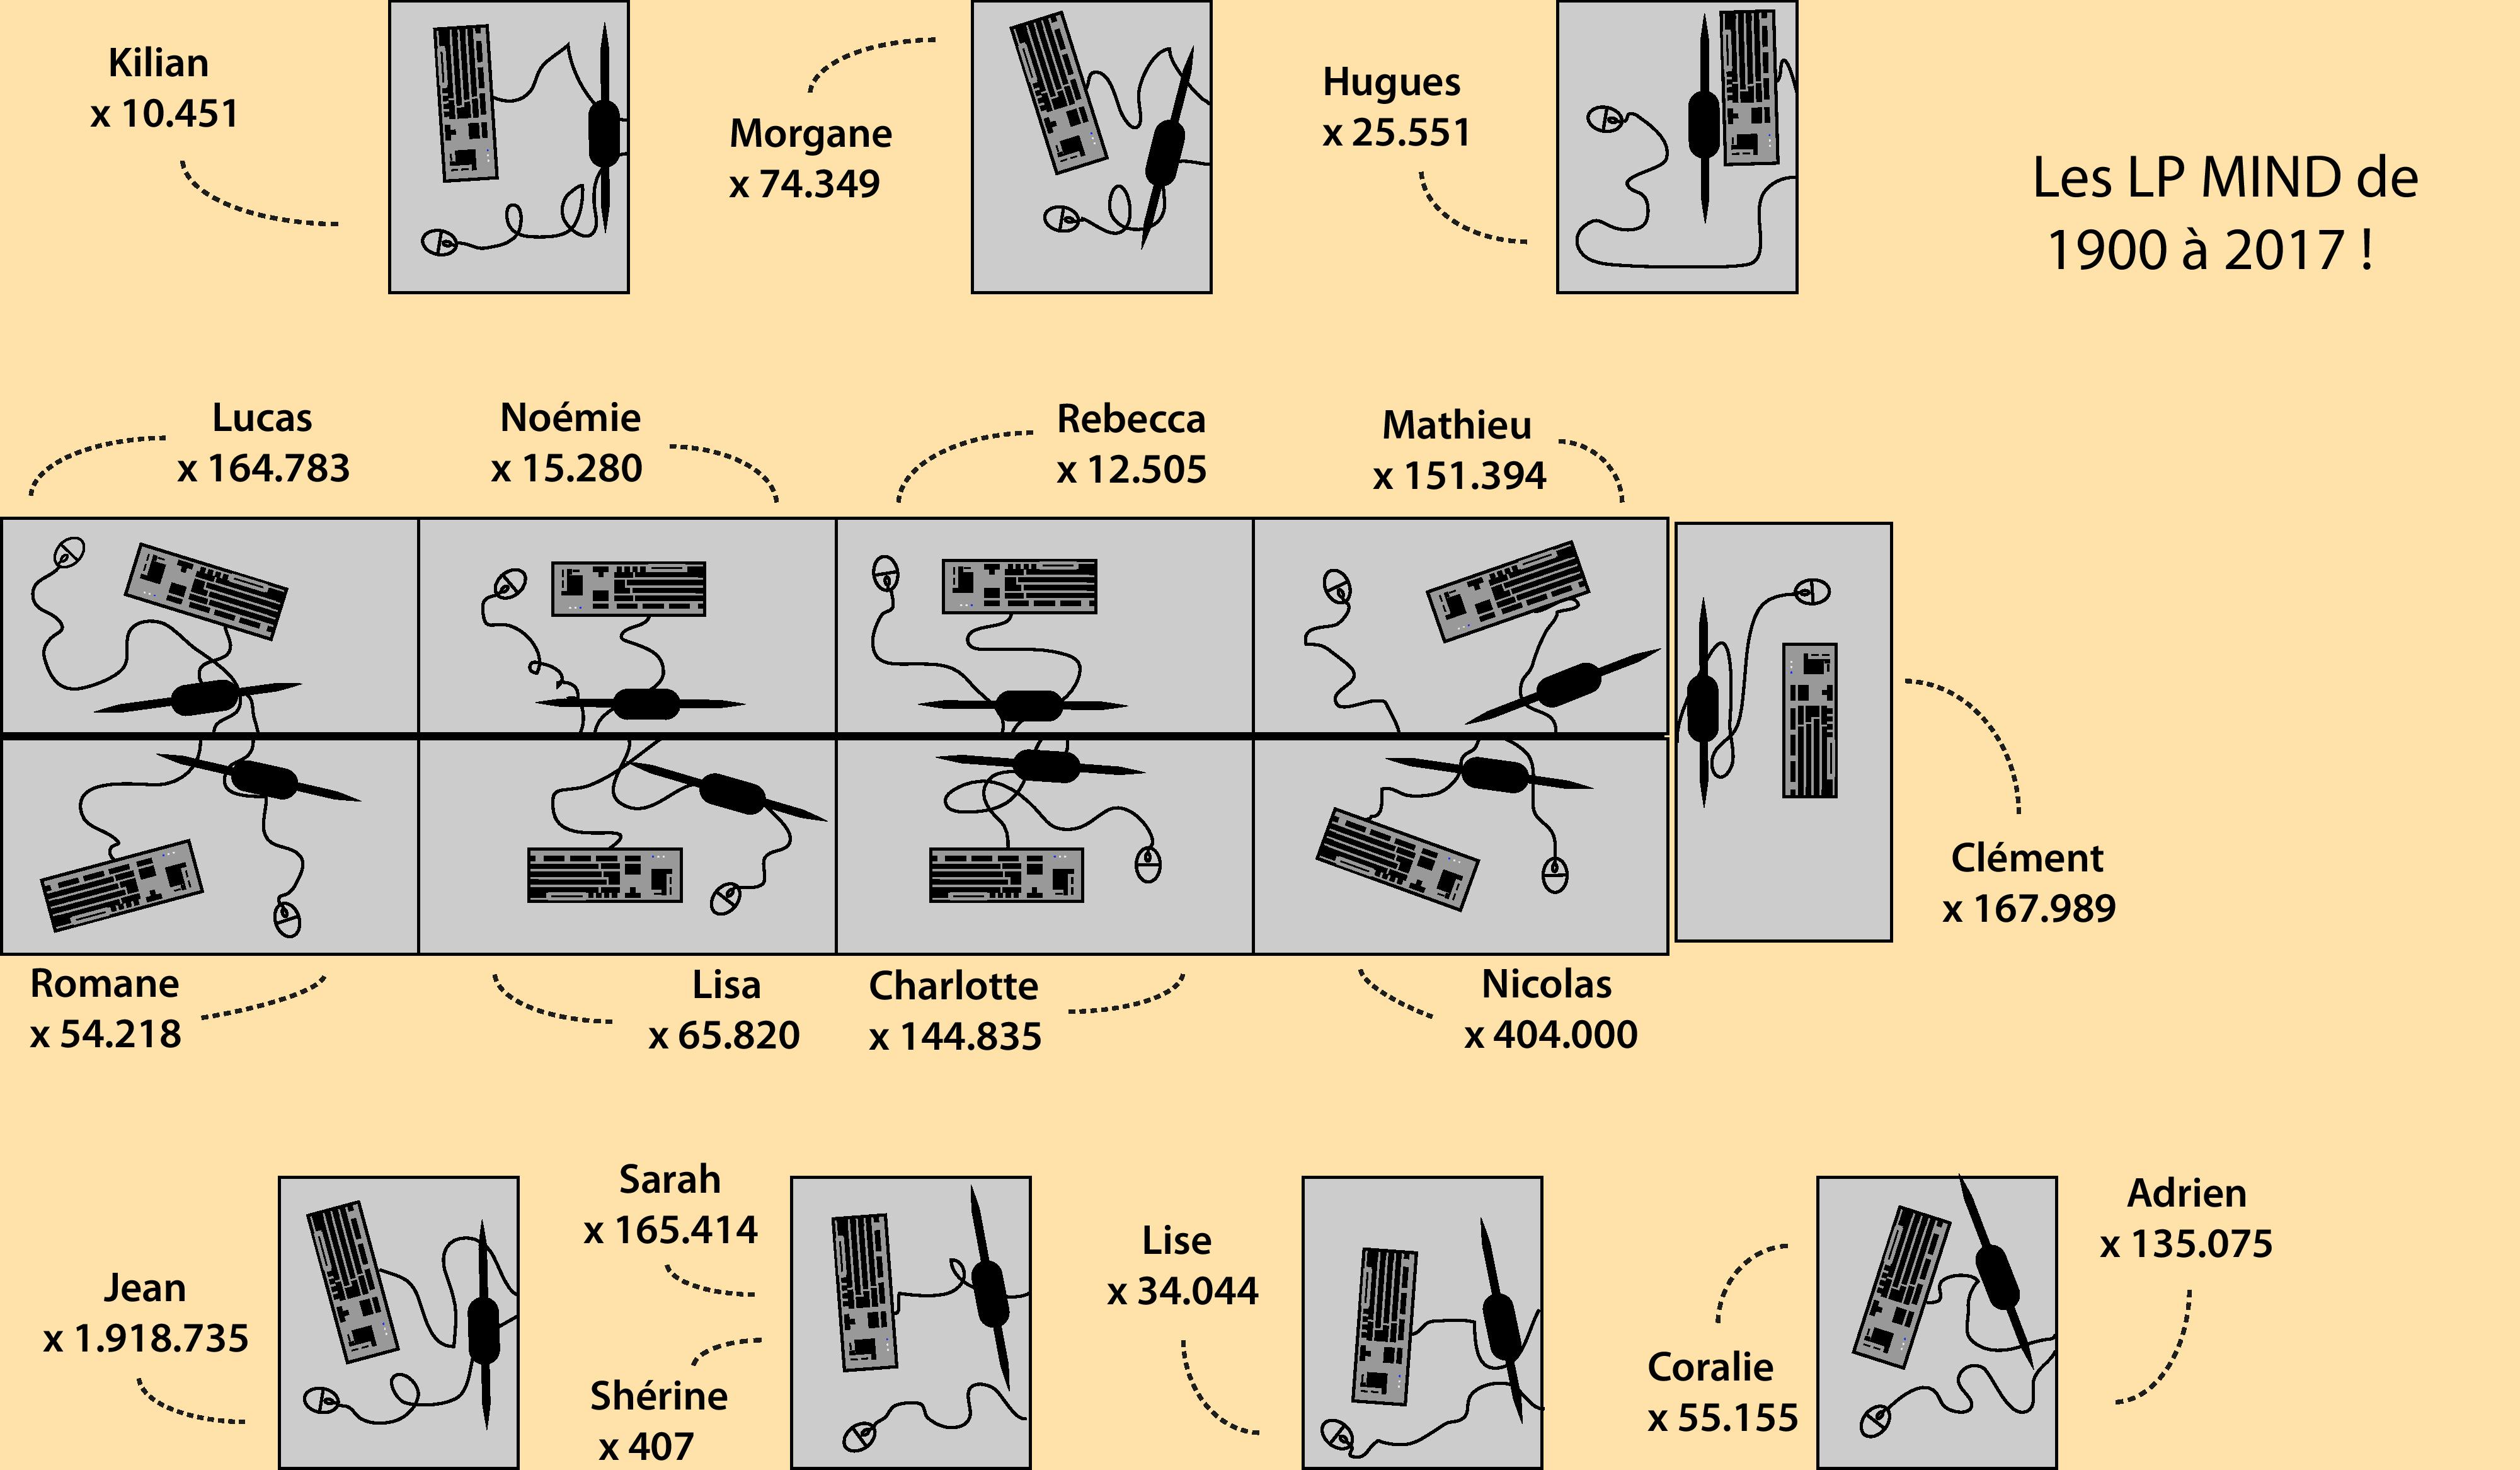 Kilian
x 10.451
Morgane
x 74.349
Hugues
x 25.551
Les LP MIND de
1900 à 2017 !
Lucas
x 164.783
Noémie
x 15.280
Rebecca
x 12.505
Mathieu
x 151.394
Clément
x 167.989
Romane
x 54.218
Lisa
x 65.820
Charlotte
x 144.835
Nicolas
x 404.000
Jean
x 1.918.735
Sarah
x 165.414
Shérine
x 407
Lise
x 34.044
Coralie
x 55.155
Adrien
x 135.075